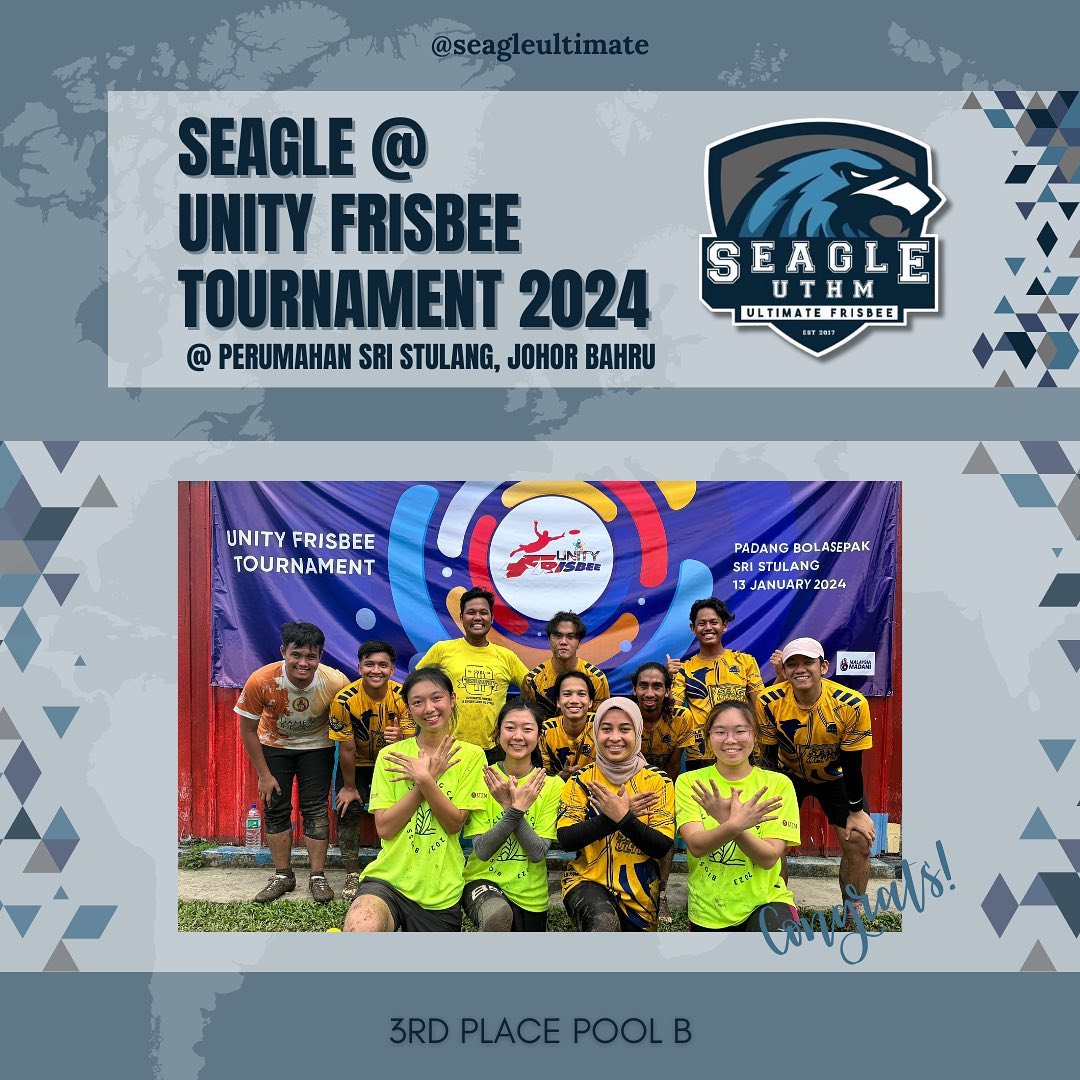 @seagleultimate
SEAGLE @
UNITY FRISBEE
TOURNAMENT 2024
@ PERUMAHAN SRI STULANG, JOHOR BAHRU
SEAGLE
UTHM
ULTIMATE FRISBEE
EST 2017
UNITY FRISBEE
TOURNAMENT
UNITY
FRISBEE
PADANG BOLASEPAK
SRI STULANG
13 JANUARY 2024
MALAYSIA
MADANI
Congrats!
3RD PLACE POOL B